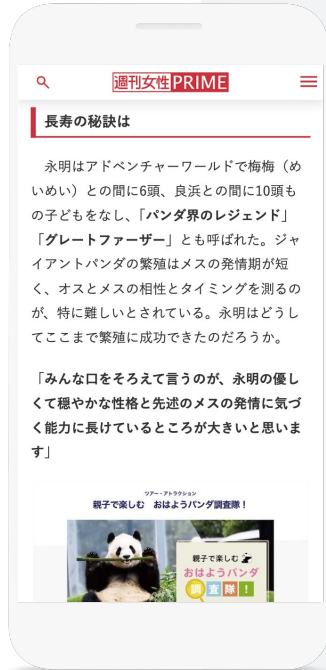 週刊女性PRIME
長寿の秘訣は
永明はアドベンチャーワールドで梅梅（め
いめい）との間に6頭、良浜との間に10頭も
の子どもをなし、「パンダ界のレジェンド」
「グレートファーザー」とも呼ばれた。ジャ
イアントパンダの繁殖はメスの発情期が短
く、オスとメスの相性とタイミングを測るの
が、特に難しいとされている。永明はどうし
てここまで繁殖に成功できたのだろうか。
「みんな口をそろえて言うのが、永明の優し
くて穏やかな性格と先述のメスの発情に気づ
く能力に長けているところが大きいと思いま
す」
ツアー・アトラクション
親子で楽しむ　おはようパンダ調査隊！
親子で楽しむ
おはようパンダ
調査隊！